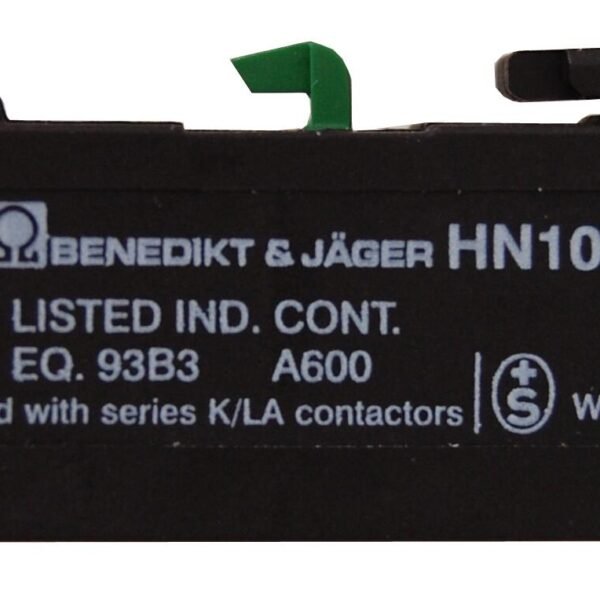 BENEDIKT & JÄGER HN10
LISTED IND. CONT.
EQ. 93B3 A600
with series K/LA contactors
+S